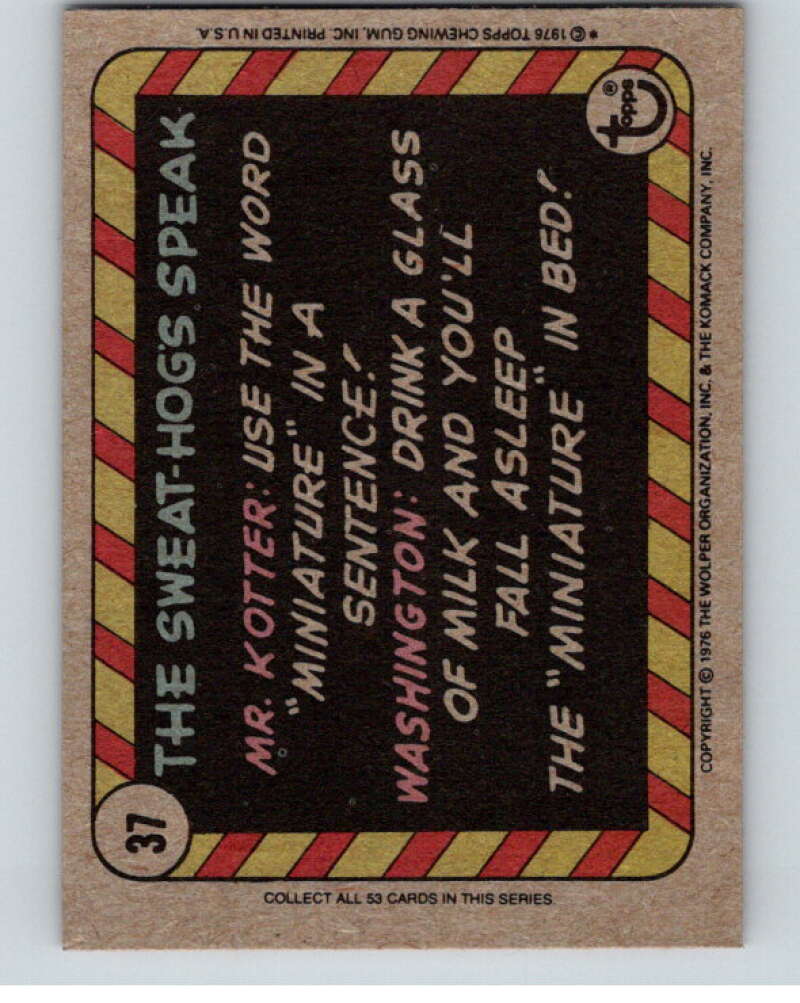 37
THE SWEAT-HOGS SPEAK
MR. KOTTER: USE THE WORD
"MINIATURE" IN A
SENTENCE!
WASHINGTON: DRINK A GLASS
OF MILK AND YOU'LL
FALL ASLEEP
THE "MINIATURE" IN BED!
topps®
COLLECT ALL 53 CARDS IN THIS SERIES
COPYRIGHT © 1976 THE WOLPER ORGANIZATION, INC. & THE KOMACK COMPANY, INC.
*© 1976 TOPPS CHEWING GUM, INC. PRINTED IN U.S.A.